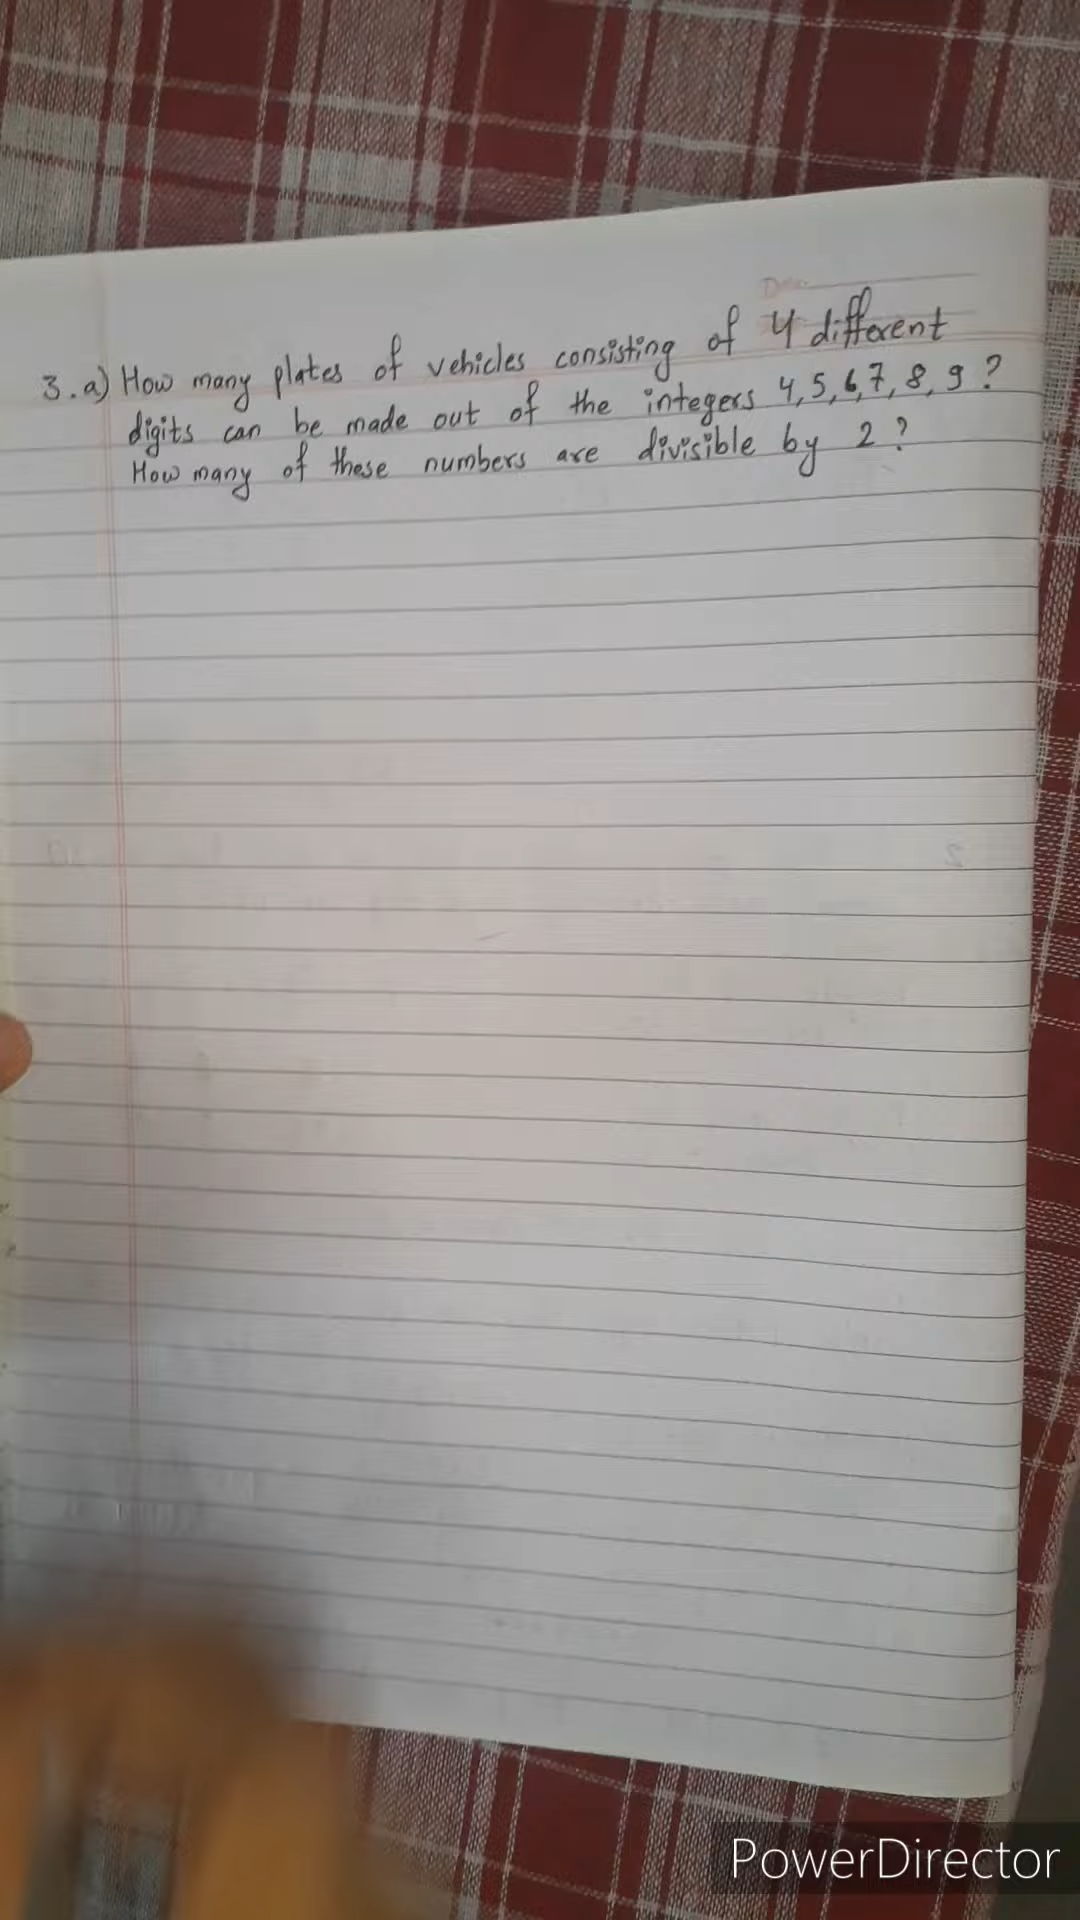 3. a) How many plates of vehicles consisting of 4 different
digits can be made out of the integers 4, 5, 6, 7, 8, 9 ?
How many of these numbers are divisible by 2 ?
PowerDirector